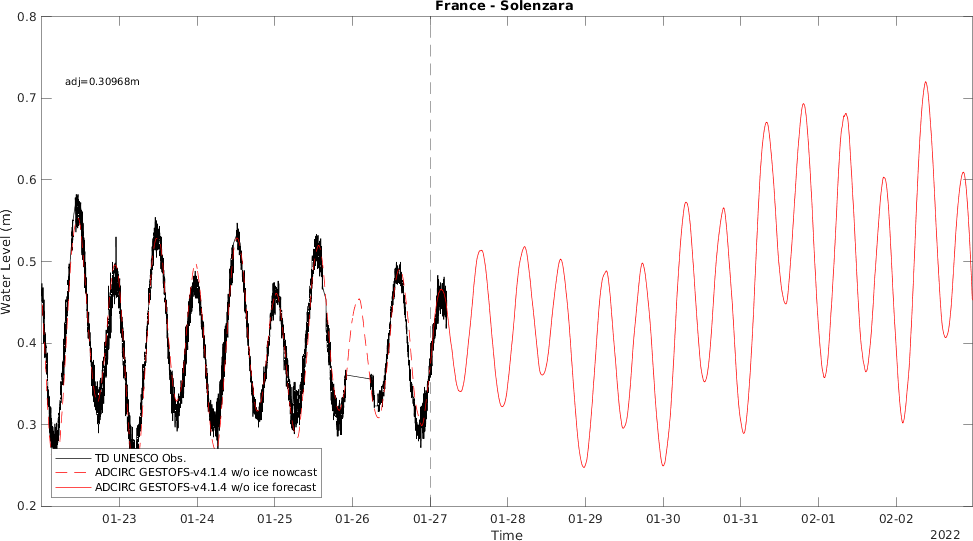 France - Solenzara
0.8
adj=0.30968m
0.7
0.6
0.5
0.4
0.3
0.2
Water Level (m)
TD UNESCO Obs.
ADCIRC GESTOFS-v4.1.4 w/o ice nowcast
ADCIRC GESTOFS-v4.1.4 w/o ice forecast
01-23 01-24 01-25 01-26 01-27 01-28 01-29 01-30 01-31 02-01 02-02
Time
2022